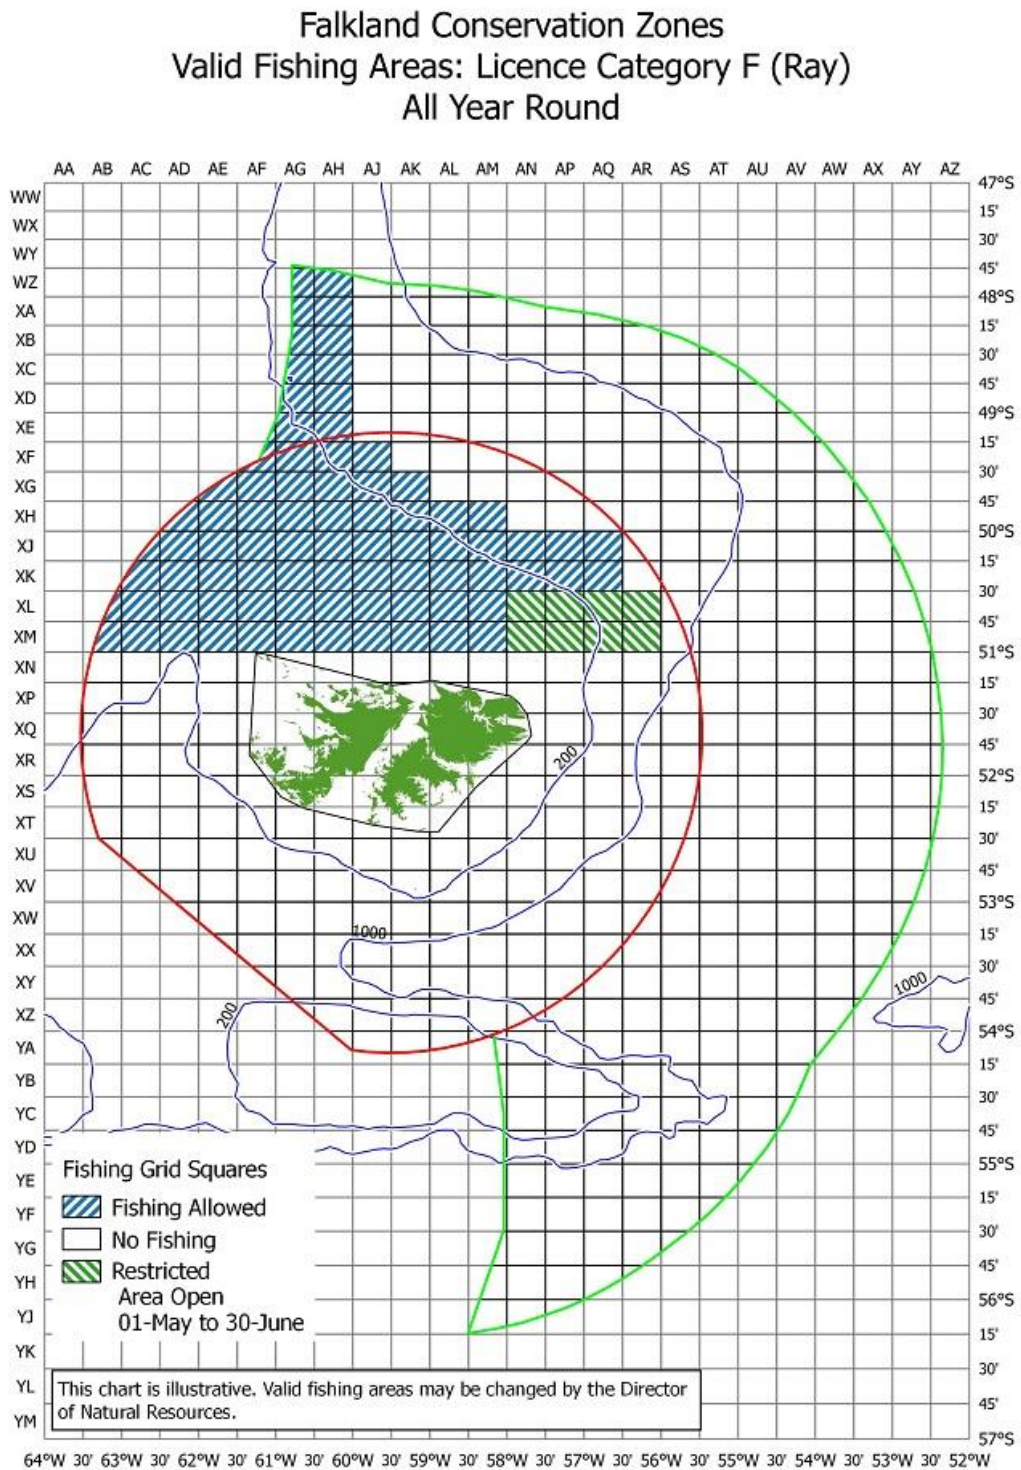 Falkland Conservation Zones
Valid Fishing Areas: Licence Category F (Ray)
All Year Round
AA AB AC AD AE AF AG AH AJ AK AL AM AN AP AQ AR AS AT AU AV AW AX AY AZ
47°S
WW
15'
WX
30'
WY
45'
WZ
48°S
XA
15'
XB
30'
XC
45'
XD
49°S
XE
15'
XF
30'
XG
45'
XH
50°S
XJ
15'
XK
30'
XL
45'
XM
51°S
XN
15'
XP
30'
XQ
45'
XR
200
52°S
XS
15'
XT
30'
XU
45'
XV
53°S
XW
1000
15'
XX
30'
XY
1000
45'
XZ
200
54°S
YA
15'
YB
30'
YC
45'
YD
55°S
YE
15'
YF
30'
YG
45'
YH
56°S
YJ
15'
YK
30'
YL
45'
YM
57°S
Fishing Grid Squares
Fishing Allowed
No Fishing
Restricted
Area Open
01-May to 30-June
This chart is illustrative. Valid fishing areas may be changed by the Director
of Natural Resources.
64°W 30' 63°W 30' 62°W 30' 61°W 30' 60°W 30' 59°W 30' 58°W 30' 57°W 30' 56°W 30' 55°W 30' 54°W 30' 53°W 30' 52°W